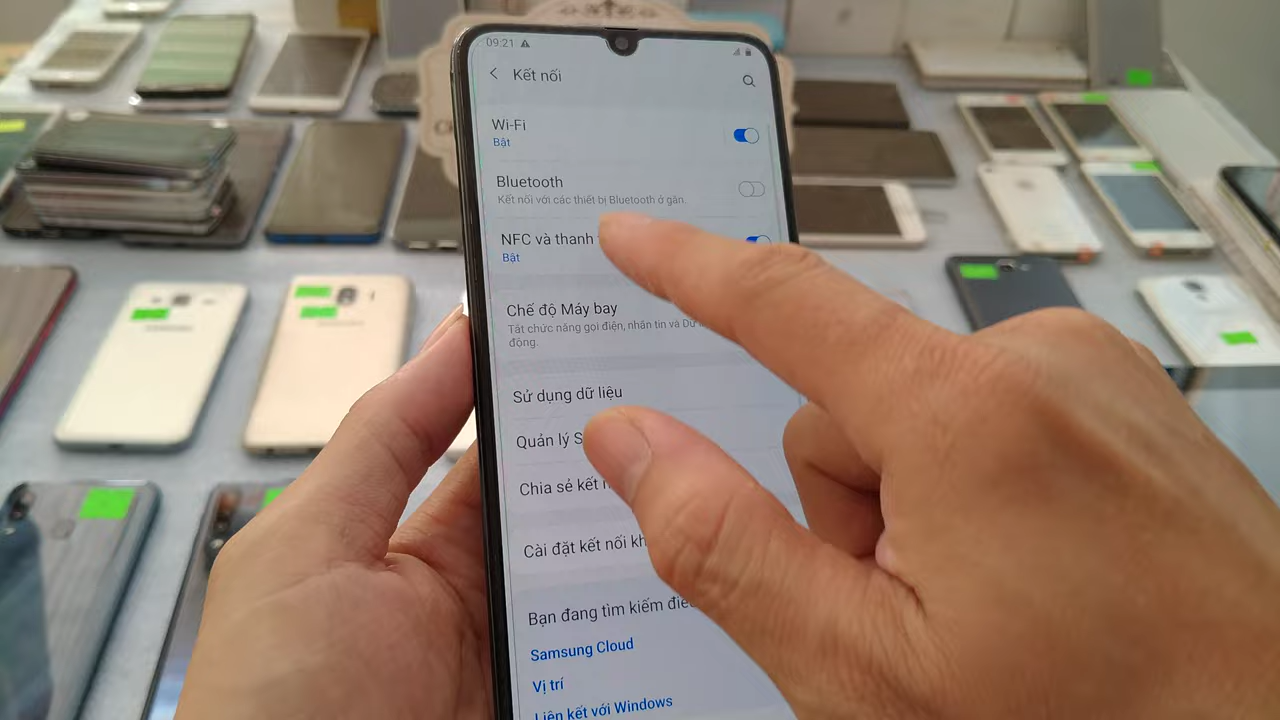 09:21
Kết nối
Wi-Fi
Bật
Bluetooth
Kết nối với các thiết bị Bluetooth ở gần.
NFC và thanh
Bật
Chế độ Máy bay
Tắt chức năng gọi điện, nhắn tin và Dữ
động.
Sử dụng dữ liệu
Quản lý
Chia sẻ kết
Cài đặt kết nối
Bạn đang tìm kiếm
Samsung Cloud
Vị trí
Liên kết với Windows